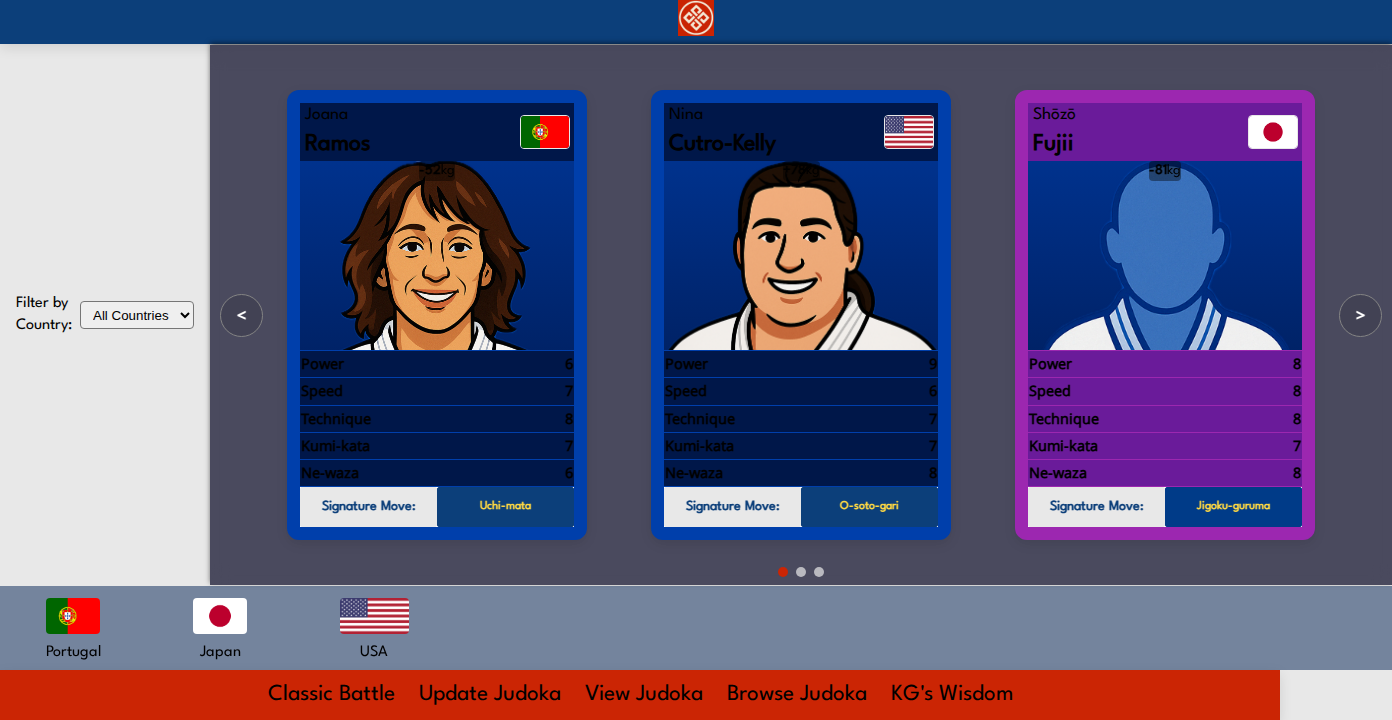 Filter by
Country:
All Countries
<
Joana
Ramos
-52kg
Power 6
Speed 7
Technique 8
Kumi-kata 7
Ne-waza 6
Signature Move: Uchi-mata
Nina
Cutro-Kelly
-78kg
Power 9
Speed 6
Technique 7
Kumi-kata 7
Ne-waza 8
Signature Move: O-soto-gari
Shōzō
Fujii
-81kg
Power 8
Speed 8
Technique 8
Kumi-kata 7
Ne-waza 8
Signature Move: Jigoku-guruma
>
Portugal
Japan
USA
Classic Battle Update Judoka View Judoka Browse Judoka KG's Wisdom